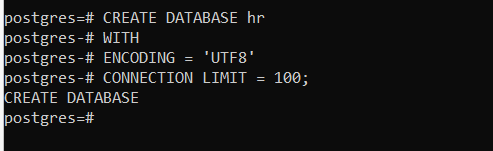 postgres=# CREATE DATABASE hr
postgres-# WITH
postgres-# ENCODING = 'UTF8'
postgres-# CONNECTION LIMIT = 100;
CREATE DATABASE
postgres=#